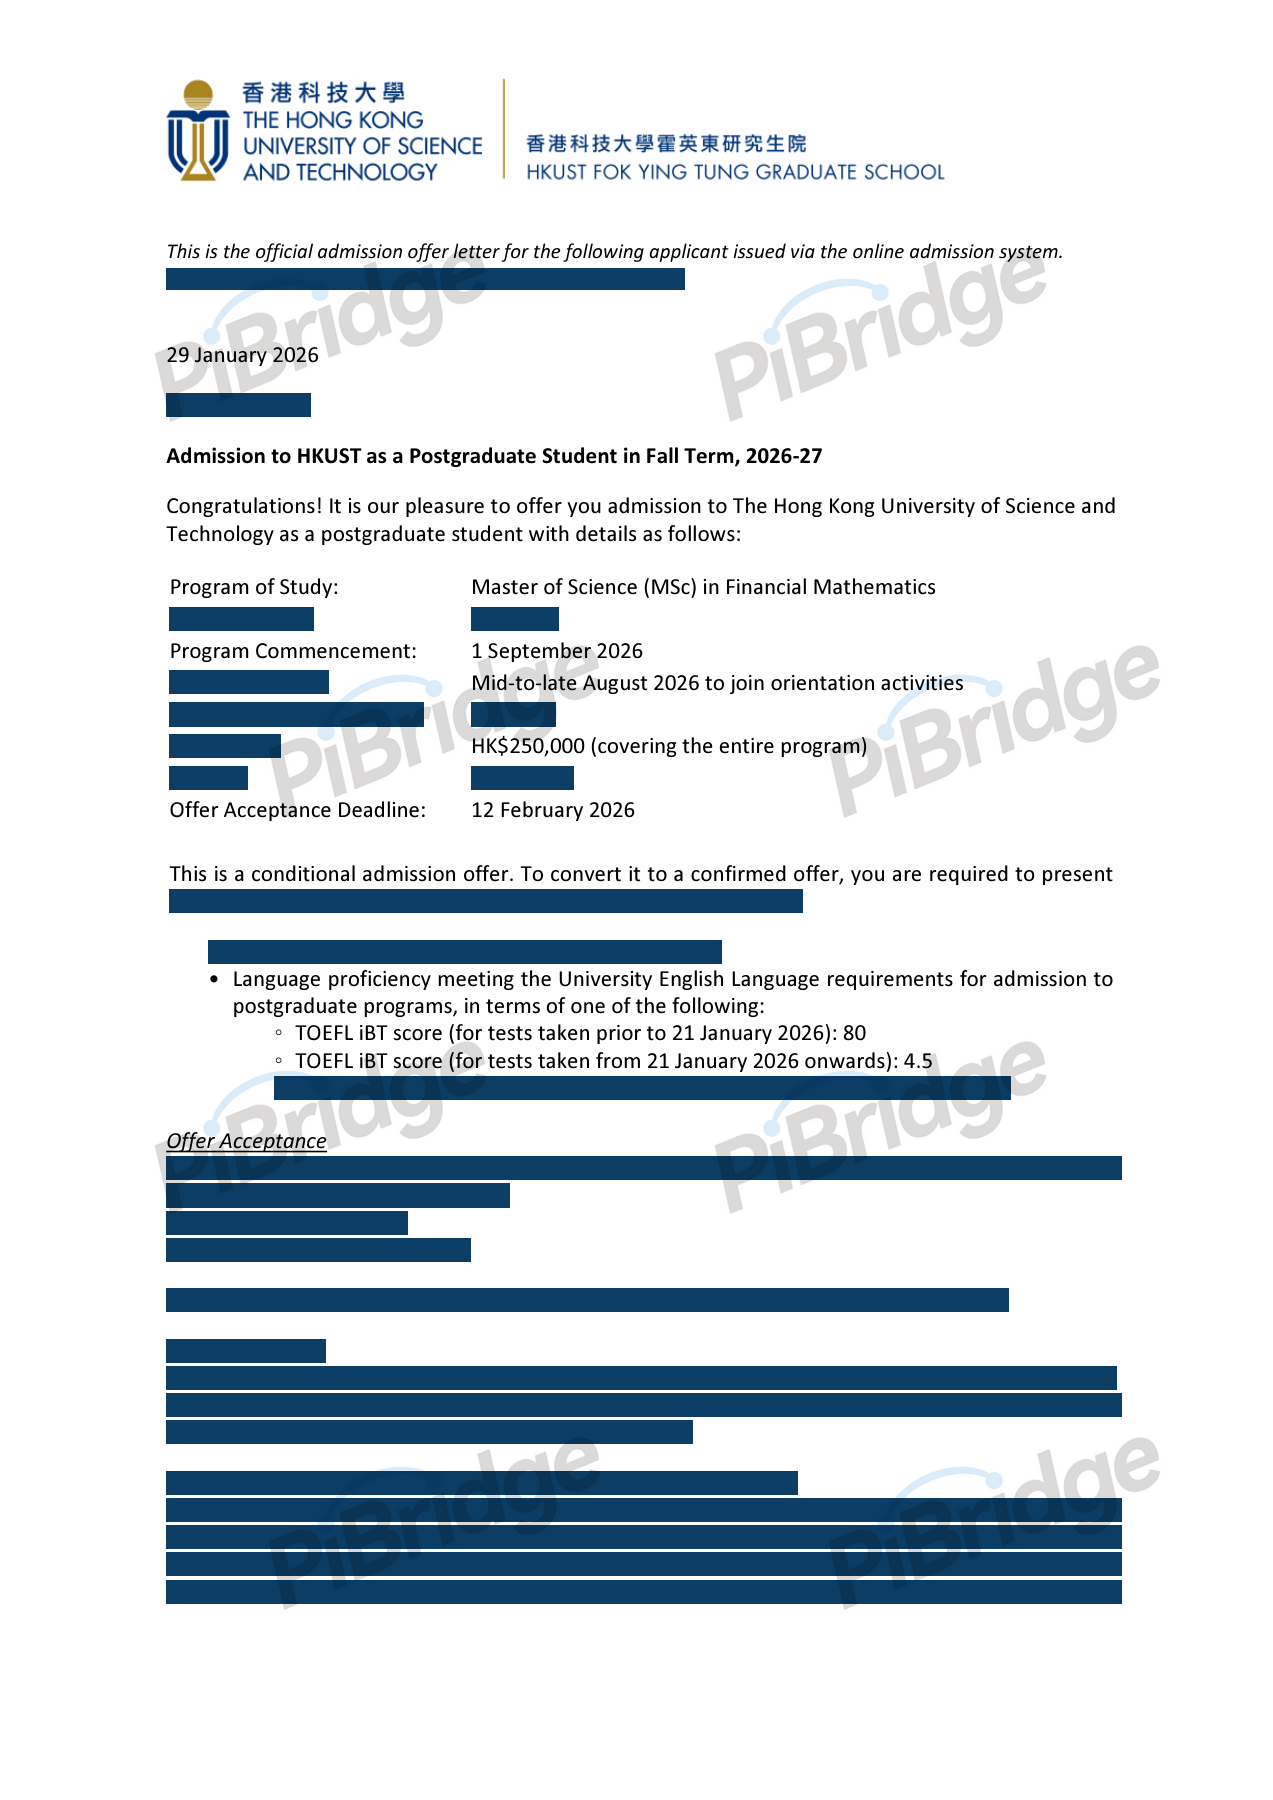 香港科技大學
THE HONG KONG
UNIVERSITY OF SCIENCE
AND TECHNOLOGY
香港科技大學霍英東研究生院
HKUST FOK YING TUNG GRADUATE SCHOOL
This is the official admission offer letter for the following applicant issued via the online admission system.
PiBridge PiBridge
29 January 2026
Admission to HKUST as a Postgraduate Student in Fall Term, 2026-27
Congratulations! It is our pleasure to offer you admission to The Hong Kong University of Science and
Technology as a postgraduate student with details as follows:
Program of Study: Master of Science (MSc) in Financial Mathematics
Program Commencement: 1 September 2026
Mid-to-late August 2026 to join orientation activities
PiBridge PiBridge
HK$250,000 (covering the entire program)
Offer Acceptance Deadline: 12 February 2026
This is a conditional admission offer. To convert it to a confirmed offer, you are required to present
• Language proficiency meeting the University English Language requirements for admission to
postgraduate programs, in terms of one of the following:
◦ TOEFL iBT score (for tests taken prior to 21 January 2026): 80
◦ TOEFL iBT score (for tests taken from 21 January 2026 onwards): 4.5
PiBridge PiBridge
Offer Acceptance
PiBridge PiBridge